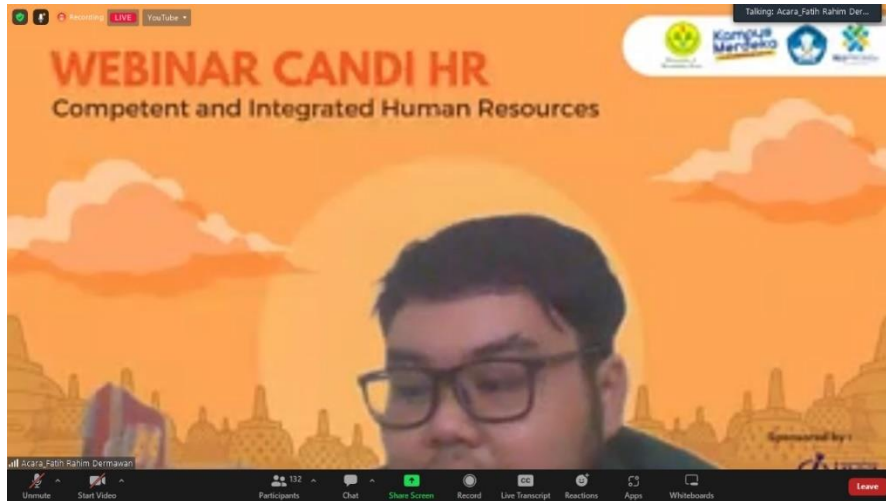 Recording
LIVE
YouTube
Talking: Acara_Fatih Rahim Der...
Kampus
Merdeka
WEBINAR CANDI HR
Competent and Integrated Human Resources
Sponsored by :
Acara_Fatih Rahim Dermawan
132
Unmute
Start Video
Participants
Chat
Share Screen
Record
CC
Live Transcript
Reactions
Apps
Whiteboards
Leave